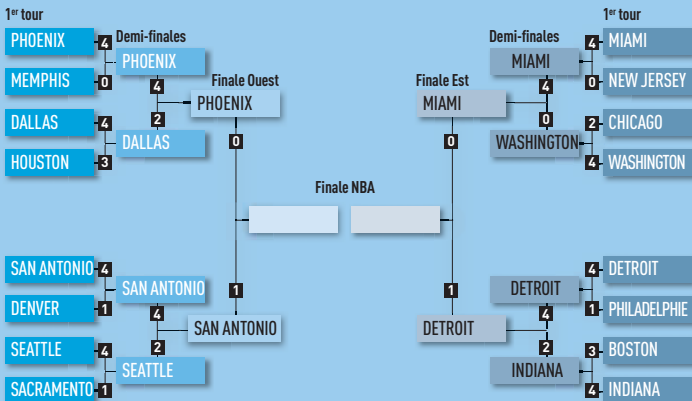 1er tour
1er tour
PHOENIX 4
Demi-finales
Demi-finales
4 MIAMI
PHOENIX
MIAMI
MEMPHIS 0
Finale Ouest
Finale Est
0 NEW JERSEY
4
4
PHOENIX
MIAMI
DALLAS 4
2
0
2 CHICAGO
DALLAS
0
0
WASHINGTON
HOUSTON 3
4 WASHINGTON
Finale NBA
SAN ANTONIO 4
4 DETROIT
SAN ANTONIO
1
1
DETROIT
DENVER 1
4
4
1 PHILADELPHIE
SAN ANTONIO
DETROIT
SEATTLE 4
2
2
3 BOSTON
SEATTLE
INDIANA
SACRAMENTO 1
4 INDIANA